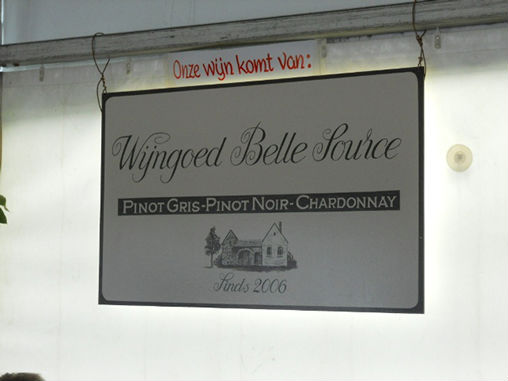 Onze wijn komt van:
Wijngoed Belle Source
PINOT GRIS-PINOT NOIR-CHARDONNAY
Sinds 2006